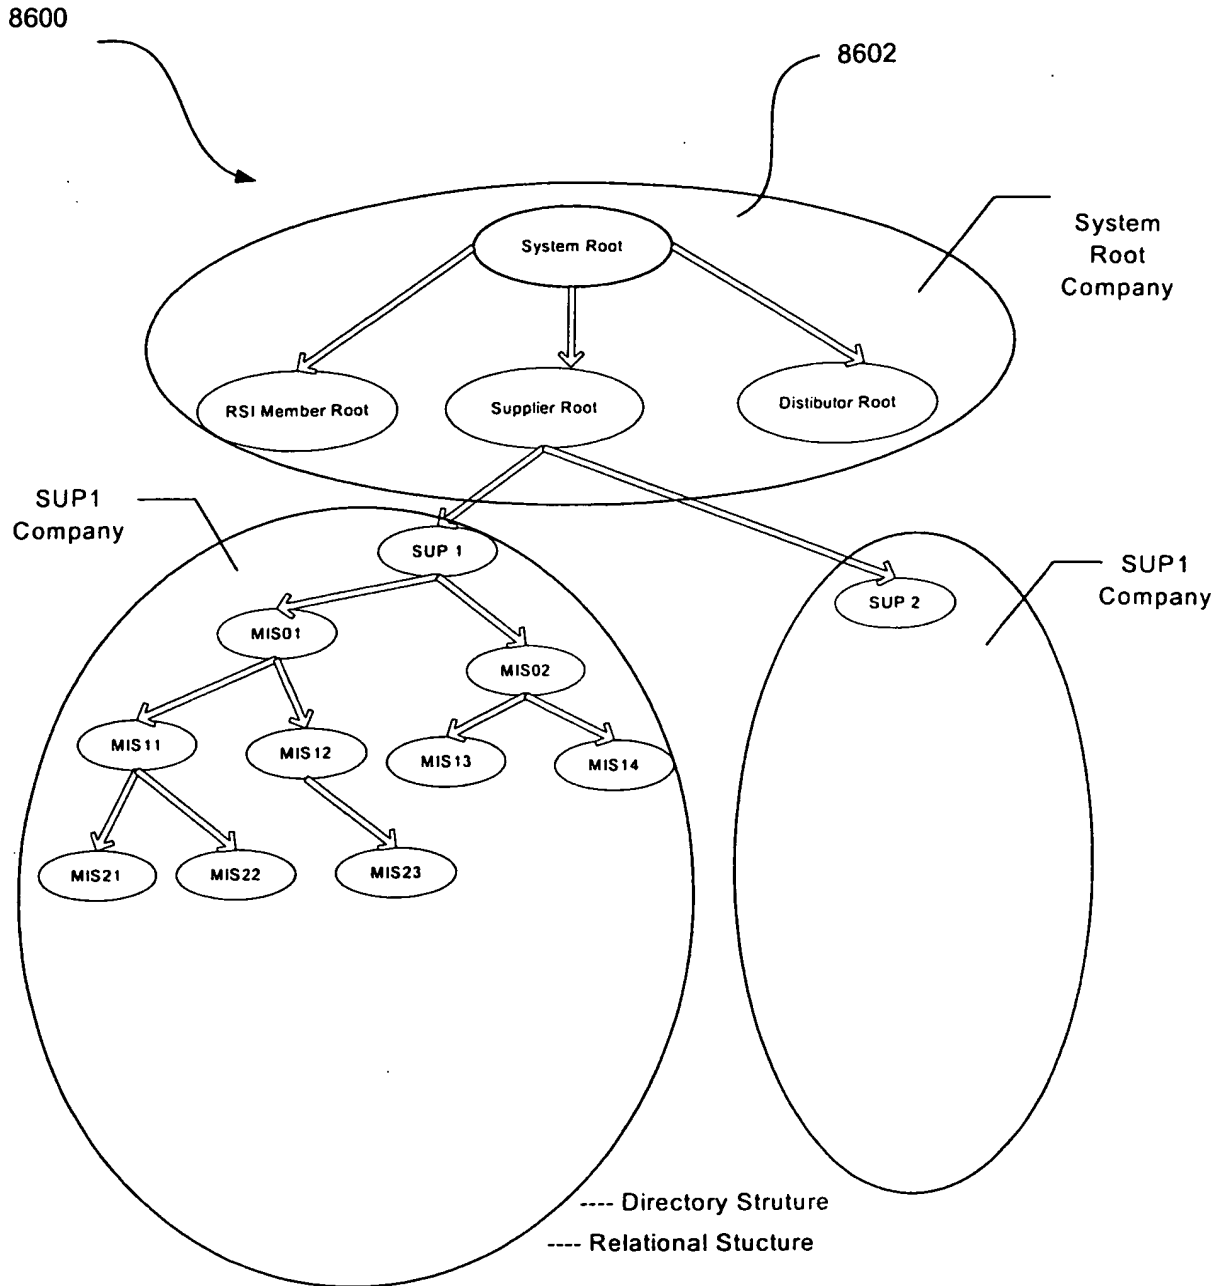 8600
8602
System Root
System
Root
Company
RSI Member Root
Supplier Root
Distibutor Root
SUP1
Company
SUP 1
SUP1
Company
SUP 2
MIS01
MIS02
MIS11
MIS12
MIS13
MIS14
MIS21
MIS22
MIS23
---- Directory Struture
---- Relational Stucture